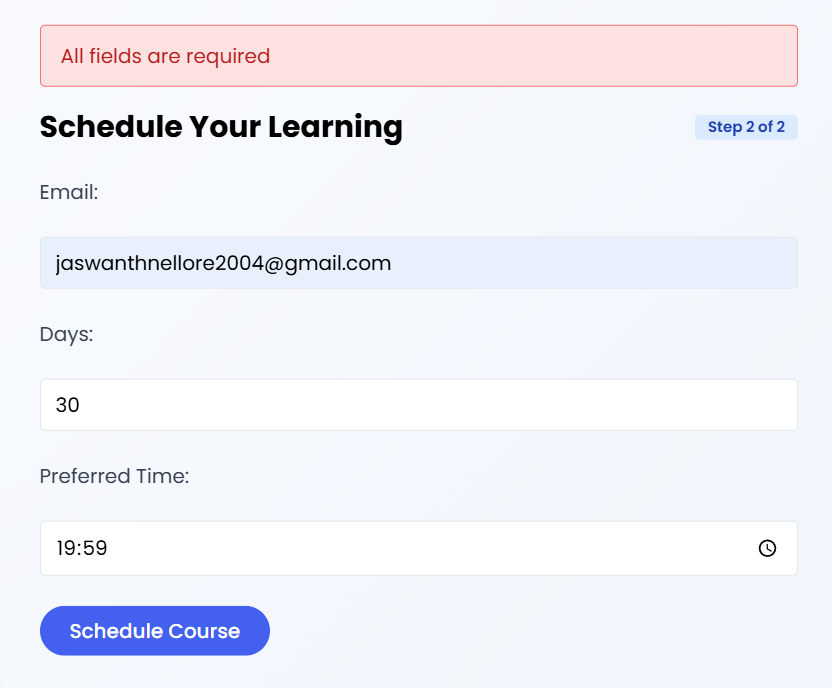 All fields are required
Schedule Your Learning
Step 2 of 2
Email:
jaswanthnellore2004@gmail.com
Days:
30
Preferred Time:
19:59
Schedule Course